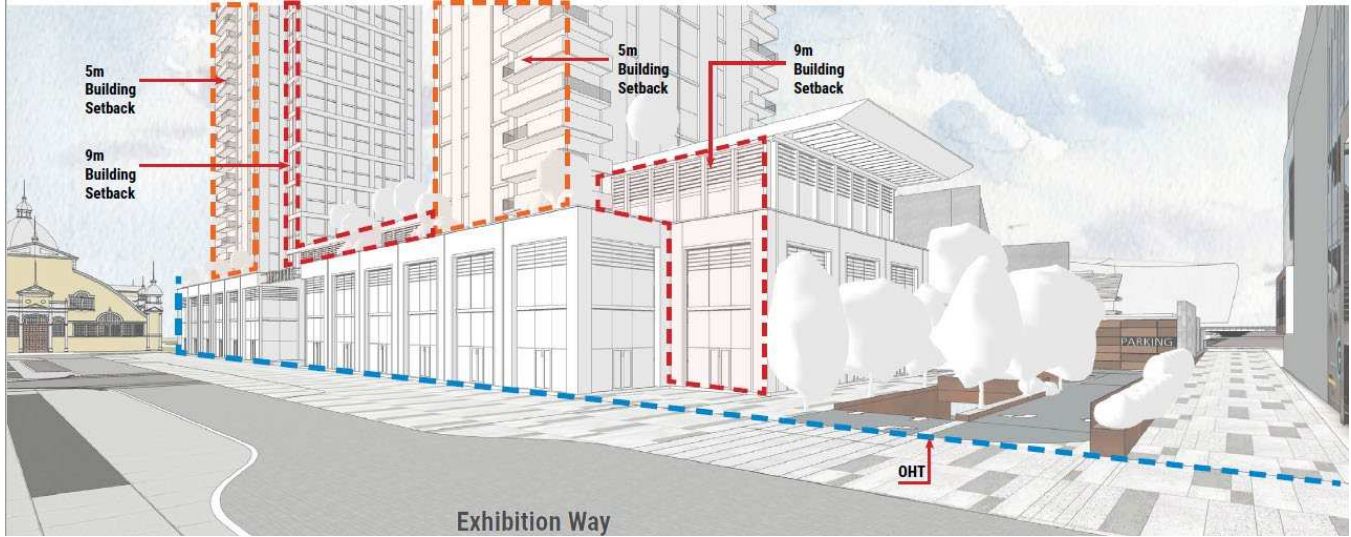 5m
Building
Setback
9m
Building
Setback
5m
Building
Setback
9m
Building
Setback
PARKING
OHT
Exhibition Way